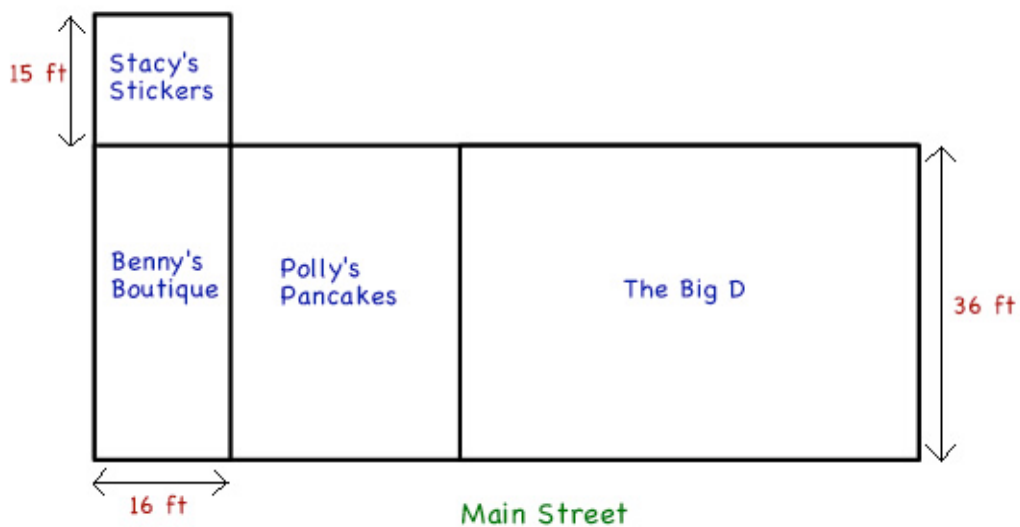 15 ft
Stacy's
Stickers
Benny's
Boutique
Polly's
Pancakes
The Big D
36 ft
16 ft
Main Street